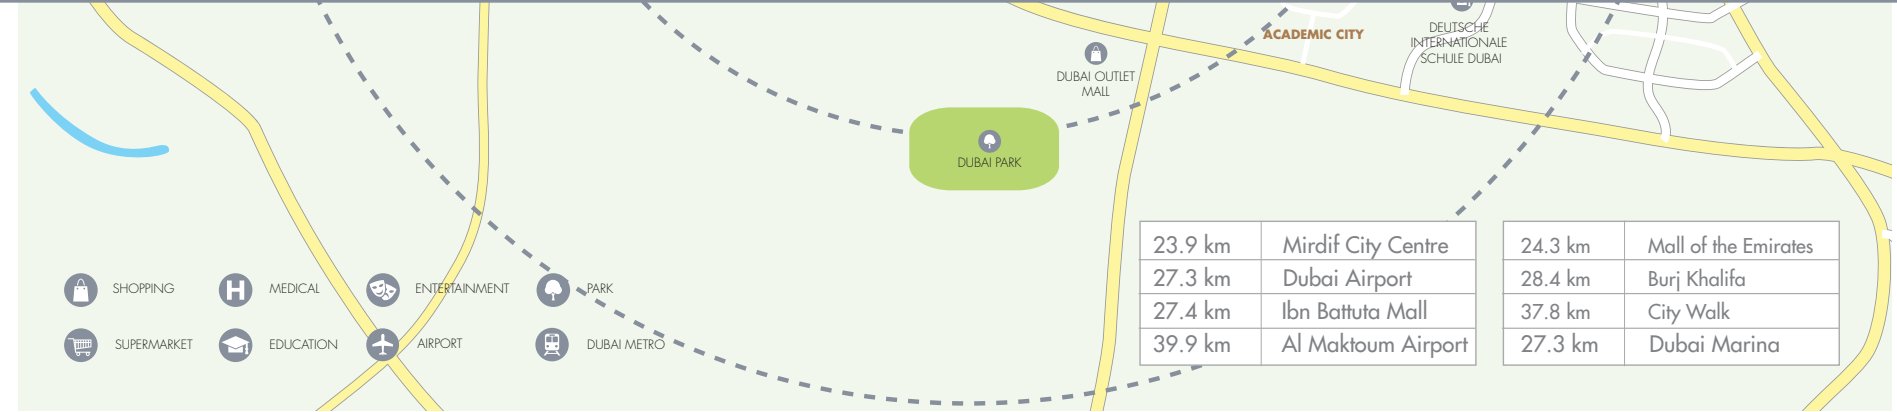 ACADEMIC CITY
DEUTSCHE
INTERNATIONALE
SCHULE DUBAI
DUBAI OUTLET
MALL
DUBAI PARK
23.9 km Mirdif City Centre
27.3 km Dubai Airport
27.4 km Ibn Battuta Mall
39.9 km Al Maktoum Airport
24.3 km Mall of the Emirates
28.4 km Burj Khalifa
37.8 km City Walk
27.3 km Dubai Marina
SHOPPING
H MEDICAL
ENTERTAINMENT
PARK
SUPERMARKET
EDUCATION
AIRPORT
DUBAI METRO